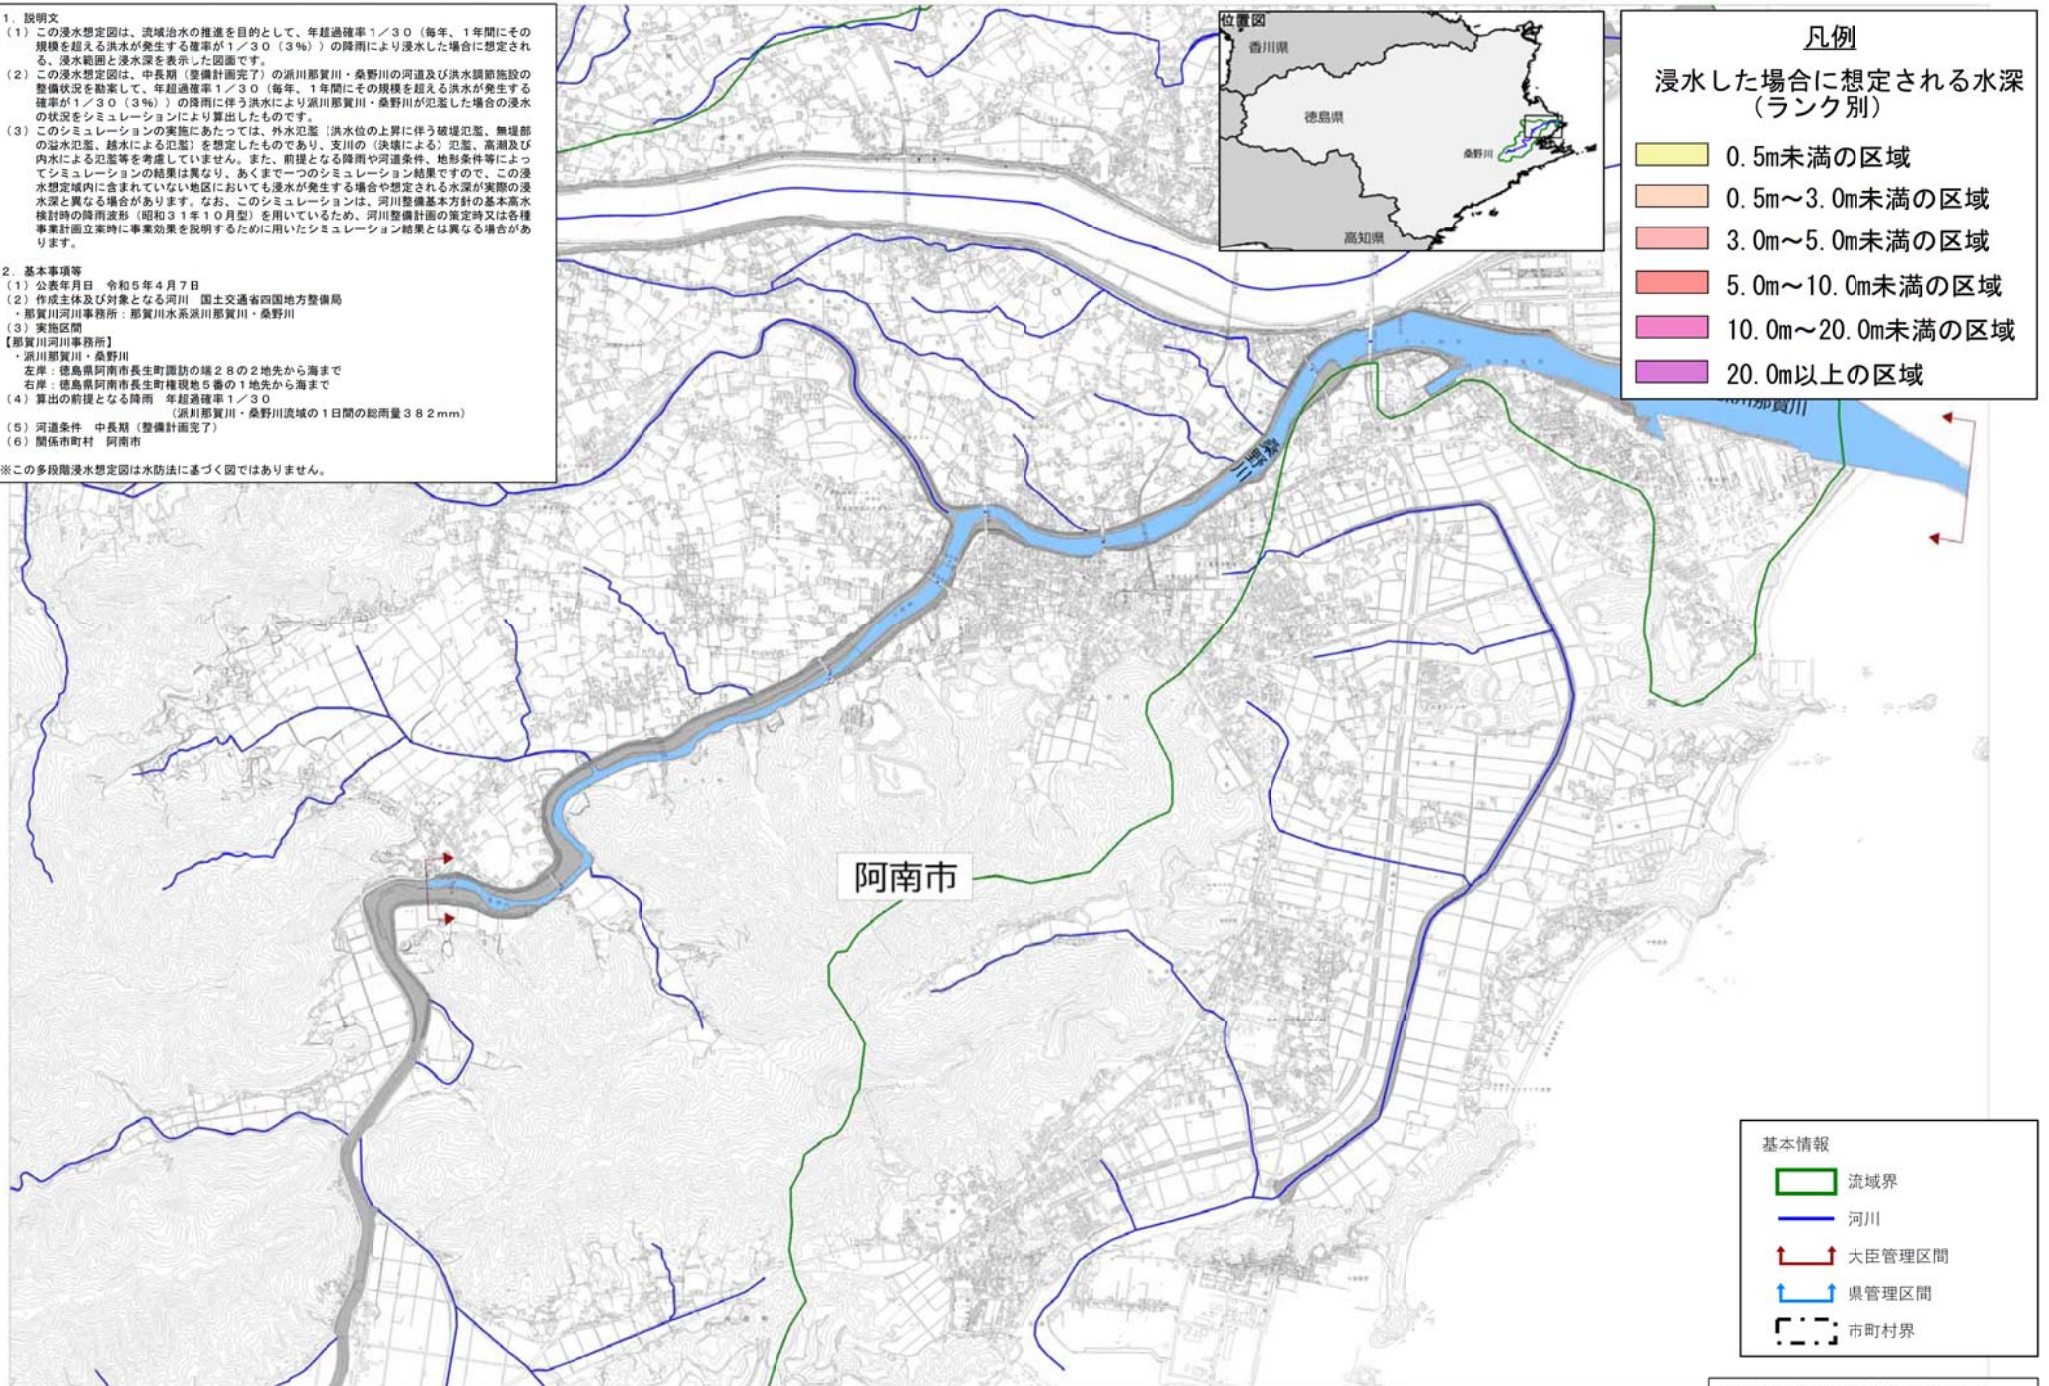 1．説明文
（1）この浸水想定図は、流域治水の推進を目的として、年超過確率1／30（毎年、1年間にその
規模を超える洪水が発生する確率が1／30（3%））の降雨により浸水した場合に想定され
る、浸水範囲と浸水深を表示した図面です。
（2）この浸水想定図は、中長期（整備計画完了）の派川那賀川・桑野川の河道及び洪水調節施設の
整備状況を勘案して、年超過確率1／30（毎年、1年間にその規模を超える洪水が発生する
確率が1／30（3%））の降雨に伴う洪水により派川那賀川・桑野川が氾濫した場合の浸水
の状況をシミュレーションにより算出したものです。
（3）このシミュレーションの実施にあたっては、外水氾濫［洪水位の上昇に伴う破堤氾濫、無堤部
の溢水氾濫、越水による氾濫］を想定したものであり、支川の（決壊による）氾濫、高潮及び
内水による氾濫等を考慮していません。また、前提となる降雨や河道条件、地形条件等によっ
てシミュレーションの結果は異なり、あくまで一つのシミュレーション結果ですので、この浸
水想定域内に含まれていない地区においても浸水が発生する場合や想定される水深が実際の浸
水深と異なる場合があります。なお、このシミュレーションは、河川整備基本方針の基本高水
検討時の降雨波形（昭和31年10月型）を用いているため、河川整備計画の策定時又は各種
事業計画立案時に事業効果を説明するために用いたシミュレーション結果とは異なる場合があ
ります。
2．基本事項等
（1）公表年月日　令和5年4月7日
（2）作成主体及び対象となる河川　国土交通省四国地方整備局
・那賀川河川事務所：那賀川水系派川那賀川・桑野川
（3）実施区間
【那賀川河川事務所】
・派川那賀川・桑野川
左岸：徳島県阿南市長生町諏訪の端28の2地先から海まで
右岸：徳島県阿南市長生町権現地5番の1地先から海まで
（4）算出の前提となる降雨　年超過確率1／30
（派川那賀川・桑野川流域の1日間の総雨量382mm）
（5）河道条件　中長期（整備計画完了）
（6）関係市町村　阿南市
※この多段階浸水想定図は水防法に基づく図ではありません。
位置図
香川県
徳島県
桑野川
高知県
凡例
浸水した場合に想定される水深
（ランク別）
0.5m未満の区域
0.5m～3.0m未満の区域
3.0m～5.0m未満の区域
5.0m～10.0m未満の区域
10.0m～20.0m未満の区域
20.0m以上の区域
派川那賀川
桑野川
阿南市
基本情報
流域界
河川
大臣管理区間
県管理区間
市町村界